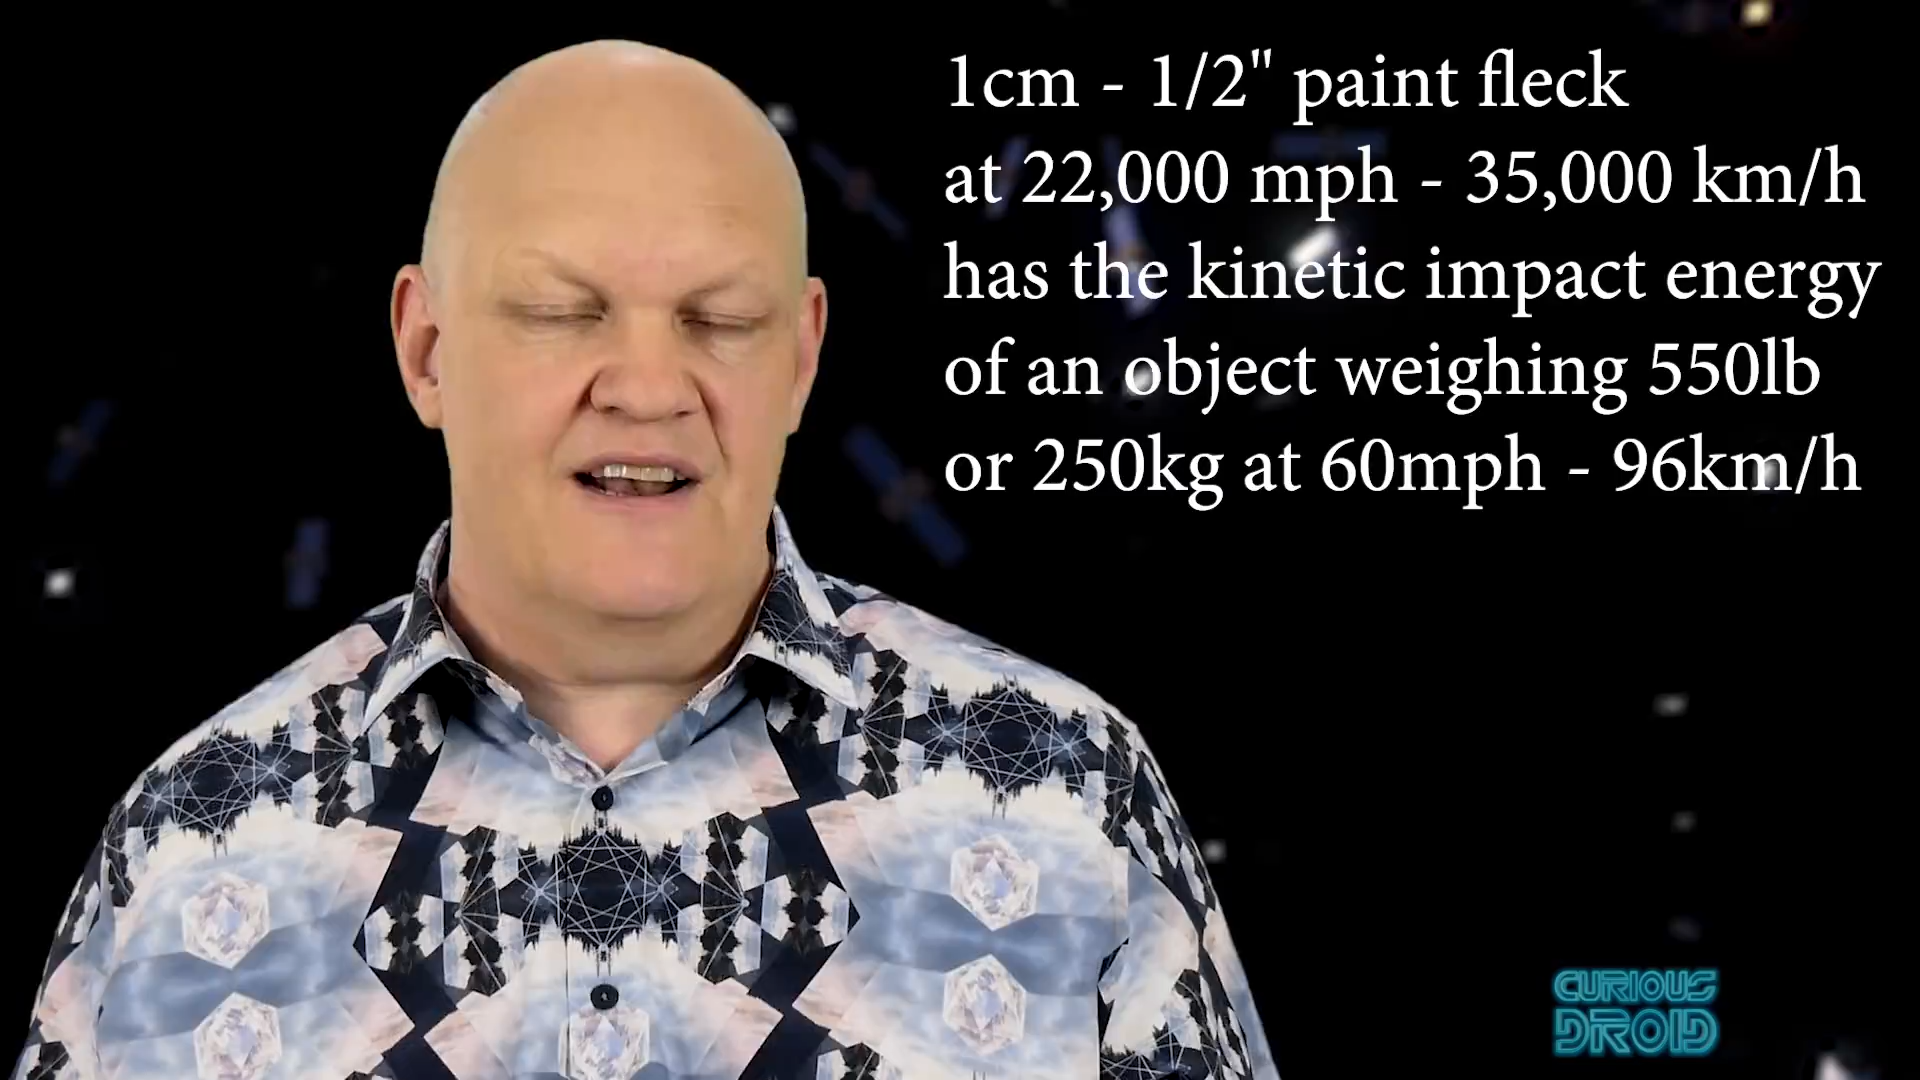 1cm - 1/2" paint fleck
at 22,000 mph - 35,000 km/h
has the kinetic impact energy
of an object weighing 550lb
or 250kg at 60mph - 96km/h
CURIOUS
DROID